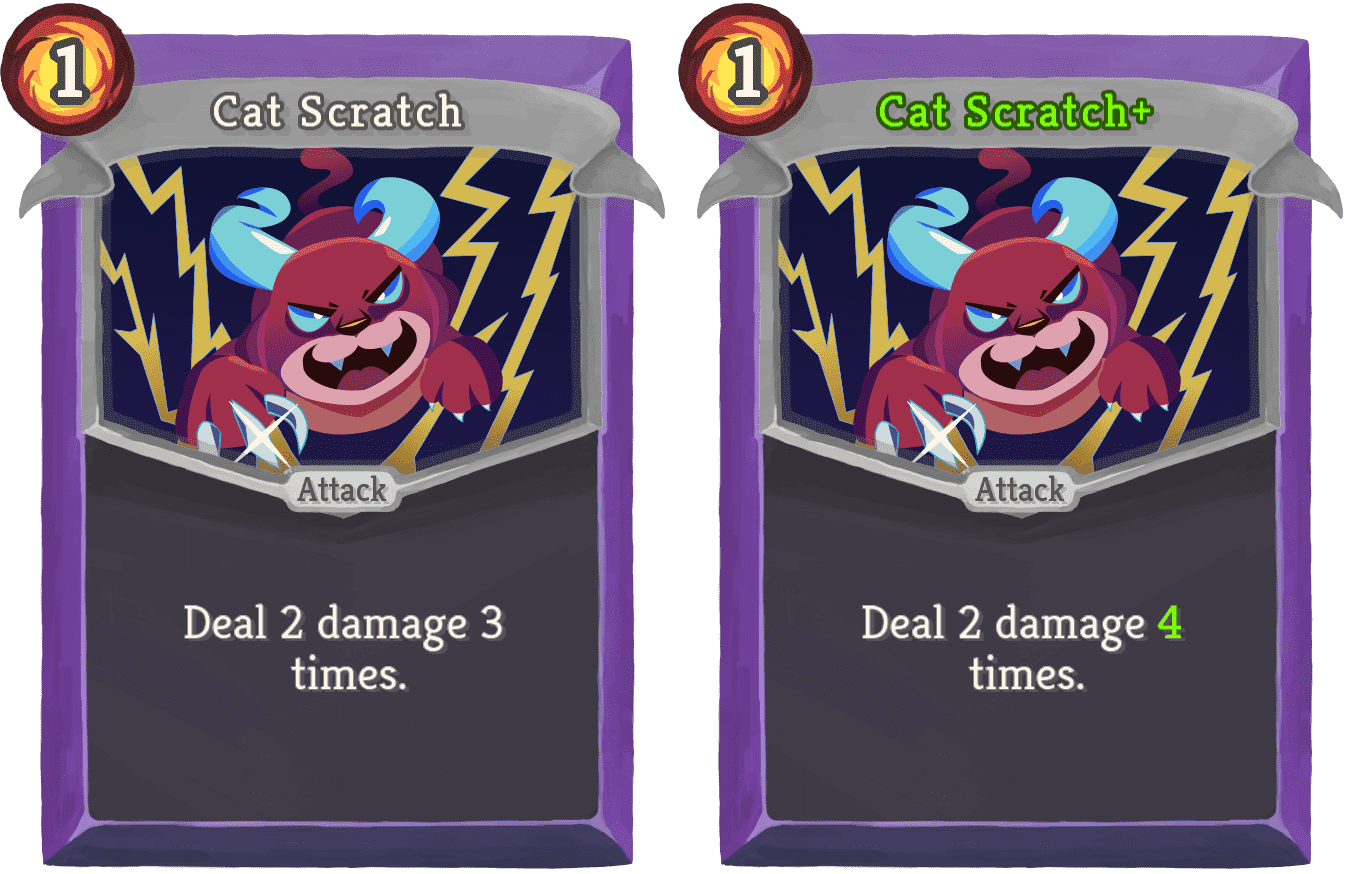 1
Cat Scratch
Attack
Deal 2 damage 3
times.
1
Cat Scratch+
Attack
Deal 2 damage 4
times.